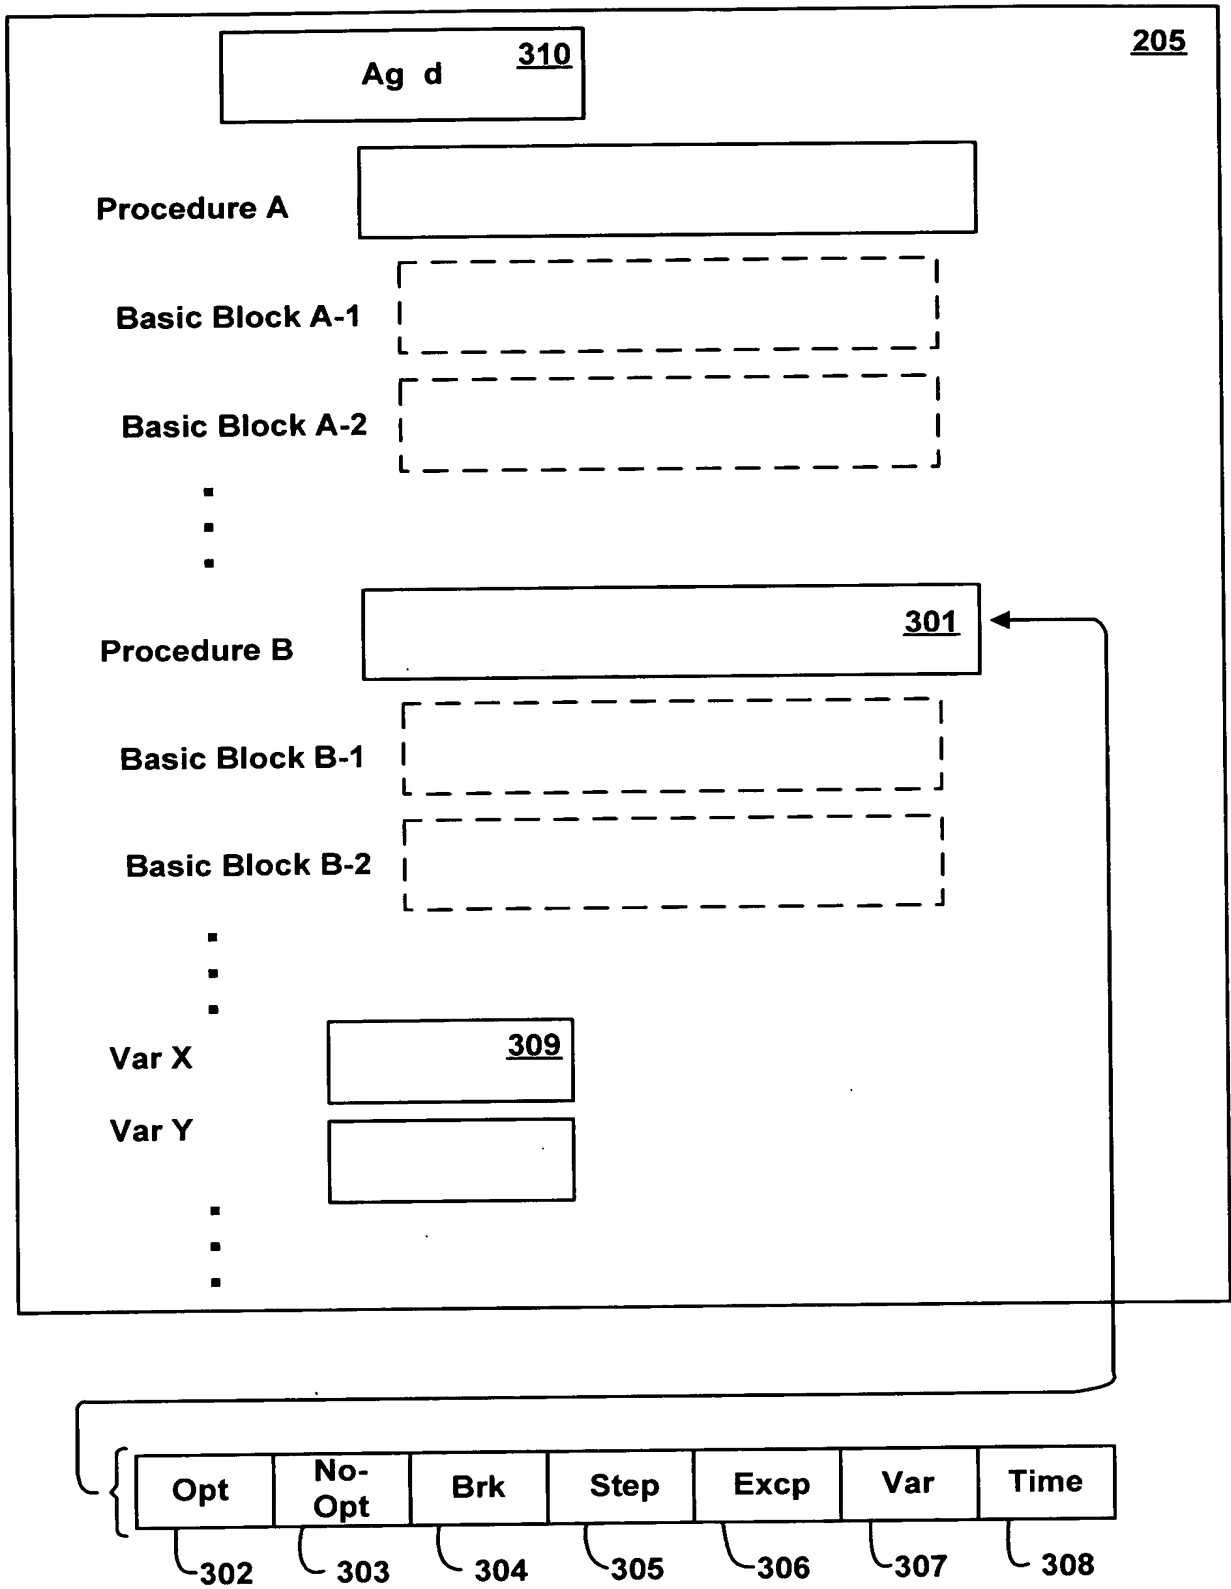 205
310
Ag d
Procedure A
Basic Block A-1
Basic Block A-2
301
Procedure B
Basic Block B-1
Basic Block B-2
309
Var X
Var Y
Opt
No-
Opt
Brk
Step
Excp
Var
Time
302
303
304
305
306
307
308